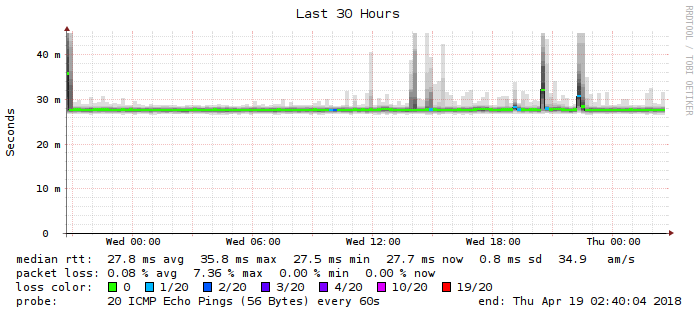 Last 30 Hours
RRDTOOL / TOBI OETIKER
Seconds
40 m
30 m
20 m
10 m
0
Wed 00:00 Wed 06:00 Wed 12:00 Wed 18:00 Thu 00:00
median rtt: 27.8 ms avg 35.8 ms max 27.5 ms min 27.7 ms now 0.8 ms sd 34.9 am/s
packet loss: 0.08 % avg 7.36 % max 0.00 % min 0.00 % now
loss color: 0 1/20 2/20 3/20 4/20 10/20 19/20
probe: 20 ICMP Echo Pings (56 Bytes) every 60s end: Thu Apr 19 02:40:04 2018